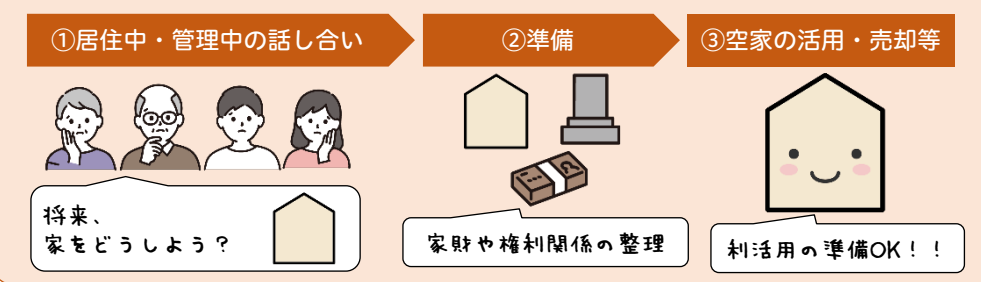 ①居住中・管理中の話し合い
②準備
③空家の活用・売却等
将来、
家をどうしよう？
家財や権利関係の整理
利活用の準備OK！！